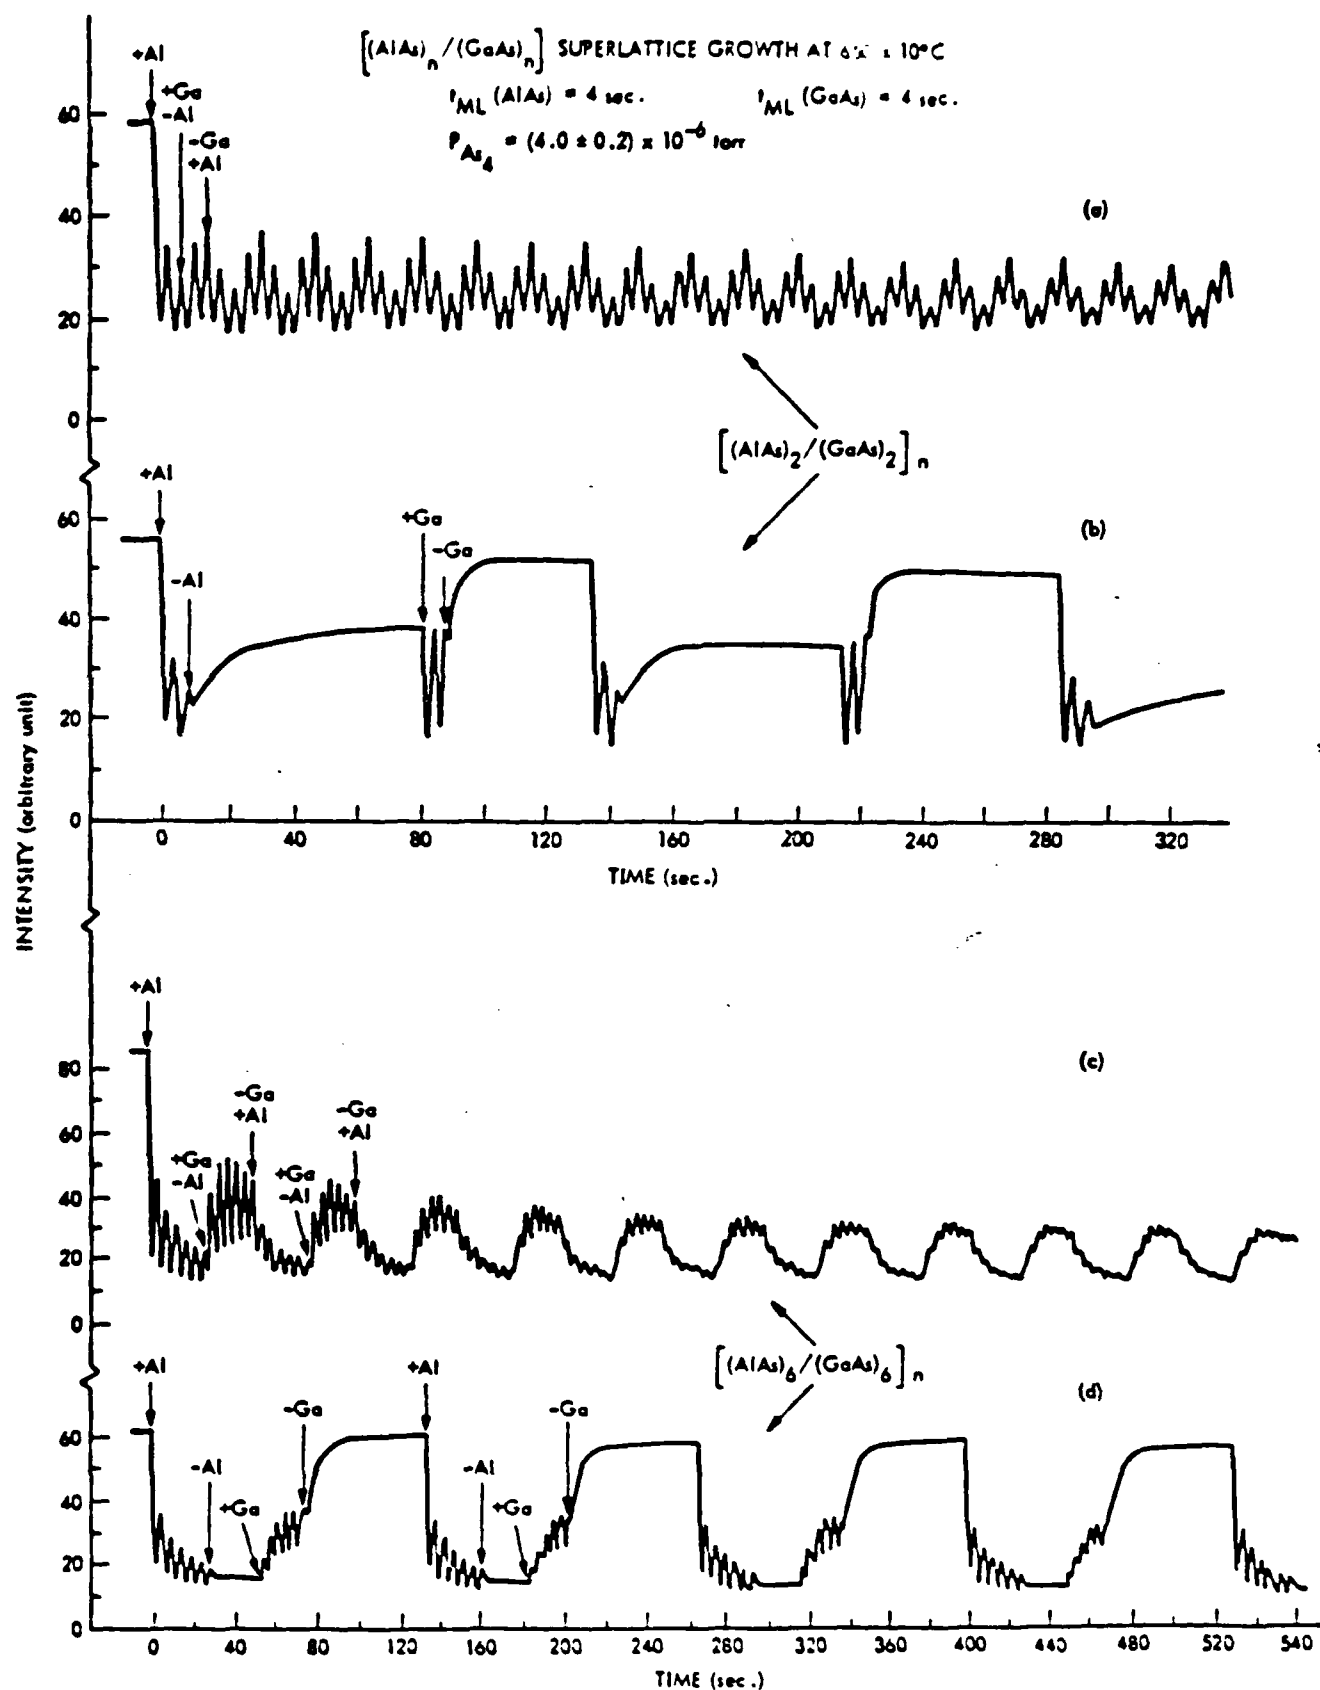 [(AlAs)n/(GaAs)n] SUPERLATTICE GROWTH AT ± 10°C
tML (AlAs) = 4 sec. tML (GaAs) = 4 sec.
PAs4 = (4.0 ± 0.2) x 10-6 torr
+Al
+Ga
-Al
-Ga
+Al
(a)
60
40
20
0
[(AlAs)2/(GaAs)2]n
+Al
-Al
+Ga
-Ga
(b)
60
40
20
0
0 40 80 120 160 200 240 280 320
TIME (sec.)
INTENSITY (arbitrary unit)
+Al
+Ga
-Al
-Ga
+Al
+Ga
-Al
-Ga
+Al
(c)
80
60
40
20
0
[(AlAs)6/(GaAs)6]n
+Al
-Al
+Ga
-Ga
+Al
-Al
+Ga
-Ga
(d)
60
40
20
0
0 40 80 120 160 200 240 280 320 360 400 440 480 520 540
TIME (sec.)